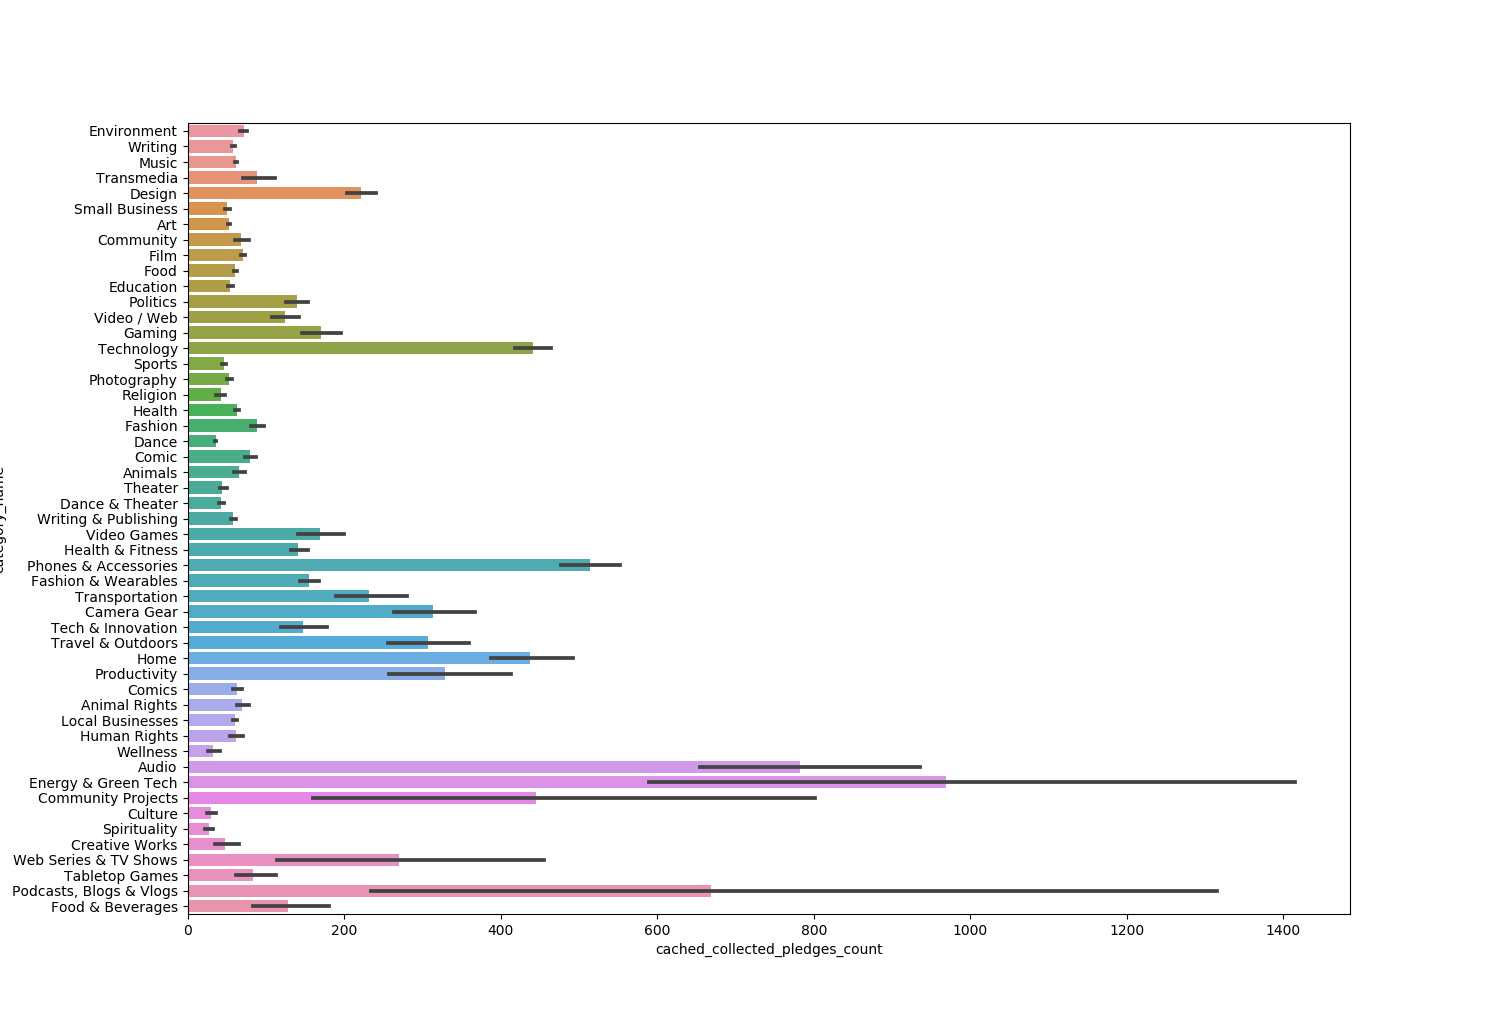 Environment
Writing
Music
Transmedia
Design
Small Business
Art
Community
Film
Food
Education
Politics
Video / Web
Gaming
Technology
Sports
Photography
Religion
Health
Fashion
Dance
Comic
Animals
Theater
Dance & Theater
Writing & Publishing
Video Games
Health & Fitness
Phones & Accessories
Fashion & Wearables
Transportation
Camera Gear
Tech & Innovation
Travel & Outdoors
Home
Productivity
Comics
Animal Rights
Local Businesses
Human Rights
Wellness
Audio
Energy & Green Tech
Community Projects
Culture
Spirituality
Creative Works
Web Series & TV Shows
Tabletop Games
Podcasts, Blogs & Vlogs
Food & Beverages
0 200 400 600 800 1000 1200 1400
cached_collected_pledges_count